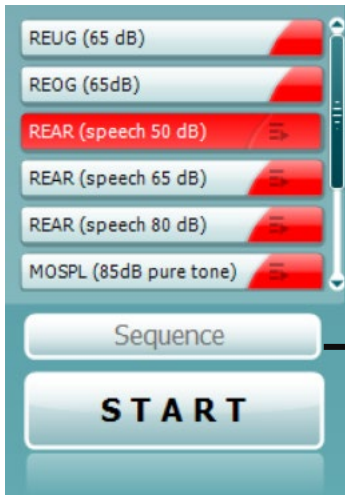 REUG (65 dB)
REOG (65dB)
REAR (speech 50 dB)
REAR (speech 65 dB)
REAR (speech 80 dB)
MOSPL (85dB pure tone)
Sequence
START